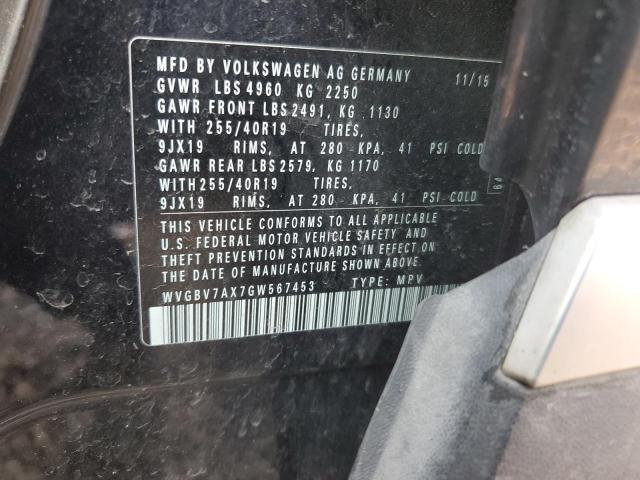 MFD BY VOLKSWAGEN AG GERMANY 11/15
GVWR LBS 4960 KG 2250
GAWR FRONT LBS 2491, KG 1130
WITH 255/40R19 TIRES,
9JX19 RIMS, AT 280 KPA, 41 PSI COLD
GAWR REAR LBS 2579, KG 1170
WITH 255/40R19 TIRES,
9JX19 RIMS, AT 280 KPA, 41 PSI COLD
THIS VEHICLE CONFORMS TO ALL APPLICABLE
U.S. FEDERAL MOTOR VEHICLE SAFETY AND
THEFT PREVENTION STANDARDS IN EFFECT ON
THE DATE OF MANUFACTURE SHOWN ABOVE.
WVGBV7AX7GW567453 TYPE: MPV